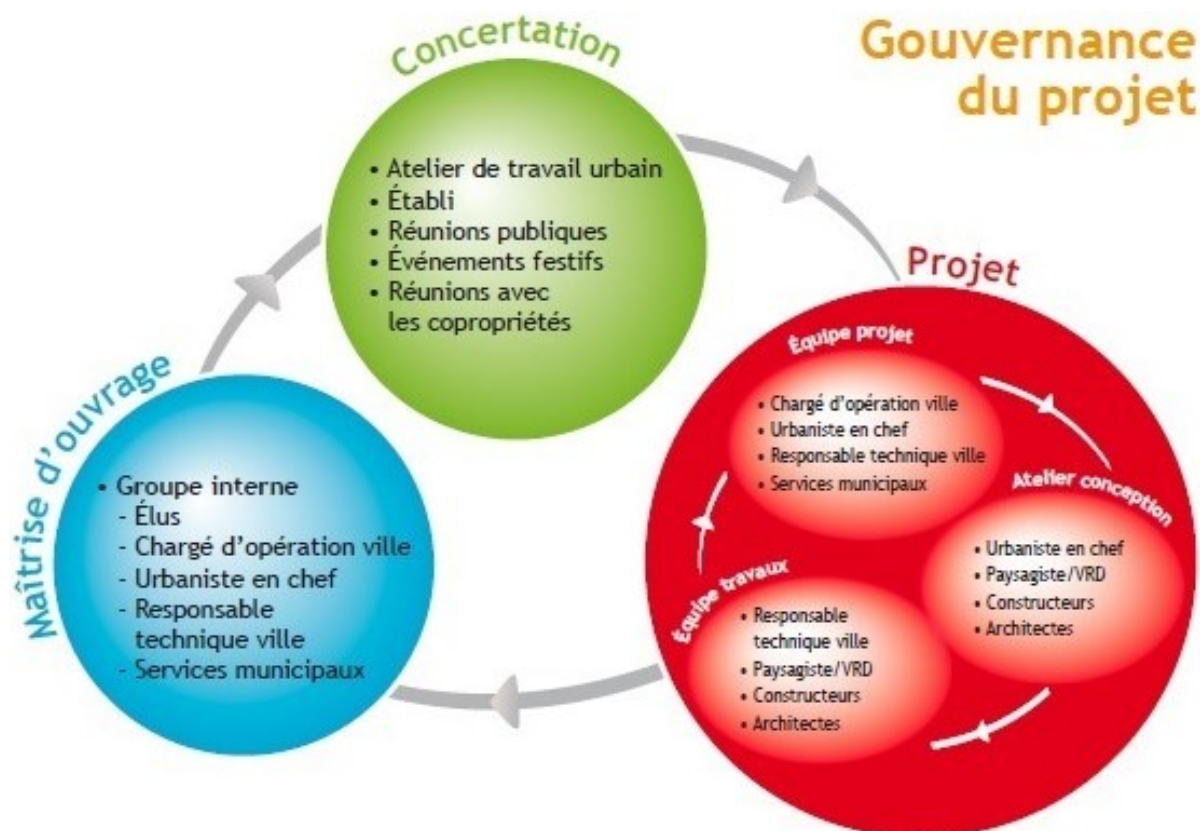 Gouvernance
du projet
Concertation
• Atelier de travail urbain
• Établi
• Réunions publiques
• Événements festifs
• Réunions avec
les copropriétés
Maîtrise d'ouvrage
• Groupe interne
- Élus
- Chargé d'opération ville
- Urbaniste en chef
- Responsable
technique ville
- Services municipaux
Projet
Équipe projet
• Chargé d'opération ville
• Urbaniste en chef
• Responsable technique ville
• Services municipaux
Atelier conception
• Urbaniste en chef
• Paysagiste/VRD
• Constructeurs
• Architectes
Équipe travaux
• Responsable
technique ville
• Paysagiste/VRD
• Constructeurs
• Architectes